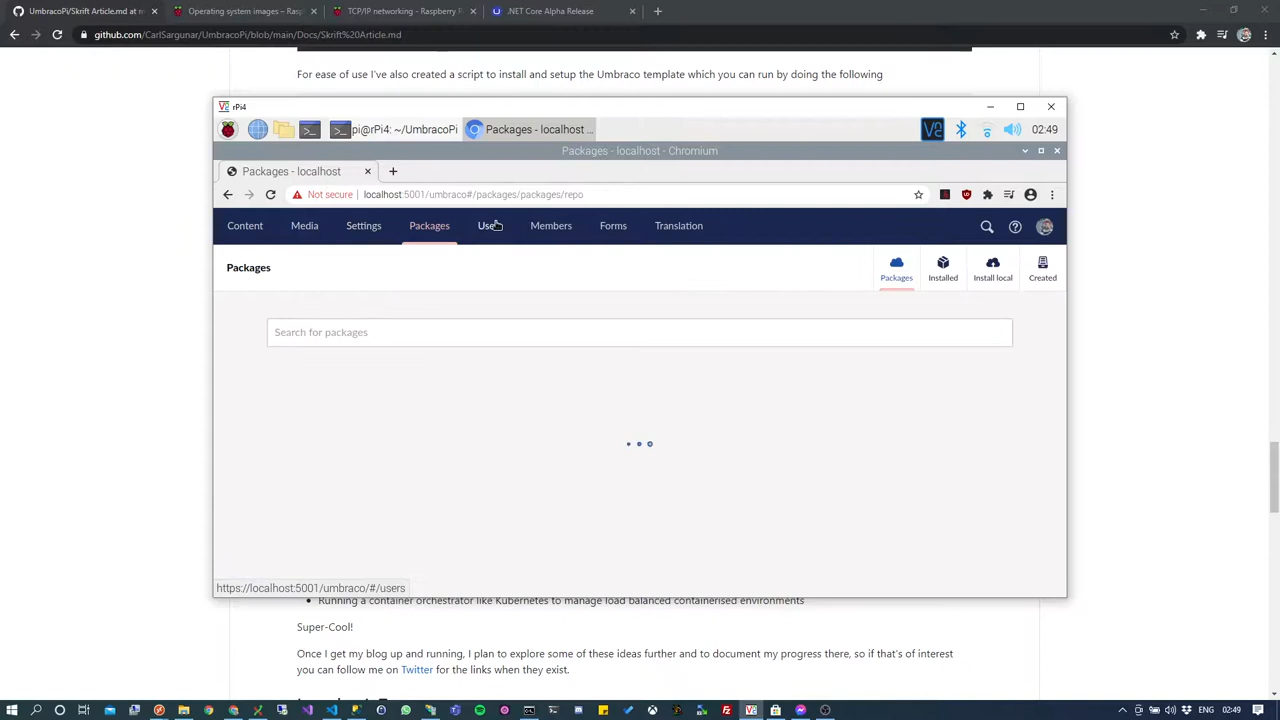 UmbracoPi/Skrift Article.md at m
Operating system images – Raspb
TCP/IP networking - Raspberry P
.NET Core Alpha Release
github.com/CarlSargunar/UmbracoPi/blob/main/Docs/Skrift%20Article.md
For ease of use I've also created a script to install and setup the Umbraco template which you can run by doing the following
rPi4
pi@rPi4: ~/UmbracoPi
Packages - localhost ...
02:49
Packages - localhost - Chromium
Packages - localhost
Not secure | localhost:5001/umbraco#/packages/packages/repo
Content Media Settings Packages Users Members Forms Translation
Packages
Packages Installed Install local Created
Search for packages
https://localhost:5001/umbraco/#/users
Running a container orchestrator like Kubernetes to manage load balanced containerised environments
Super-Cool!
Once I get my blog up and running, I plan to explore some of these ideas further and to document my progress there, so if that's of interest
you can follow me on Twitter for the links when they exist.
ENG 02:49